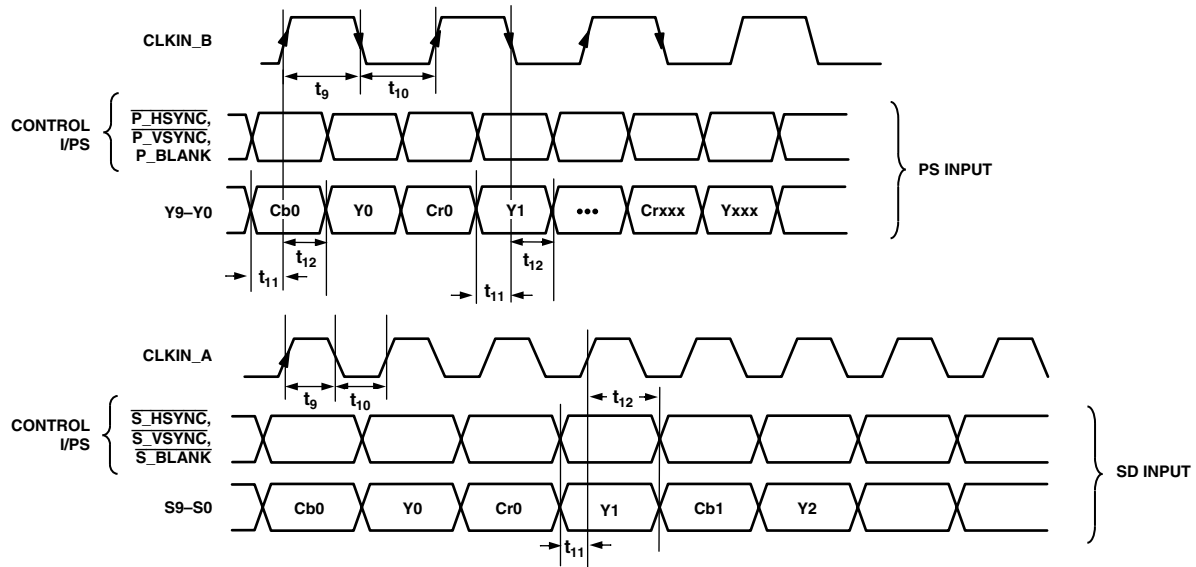 CLKIN_B
t9
t10
CONTROL
I/PS
P_HSYNC,
P_VSYNC,
P_BLANK
PS INPUT
Y9–Y0
Cb0
Y0
Cr0
Y1
•••
Crxxx
Yxxx
t12
t12
t11
t11
CLKIN_A
t9
t10
t12
CONTROL
I/PS
S_HSYNC,
S_VSYNC,
S_BLANK
SD INPUT
S9–S0
Cb0
Y0
Cr0
Y1
Cb1
Y2
t11